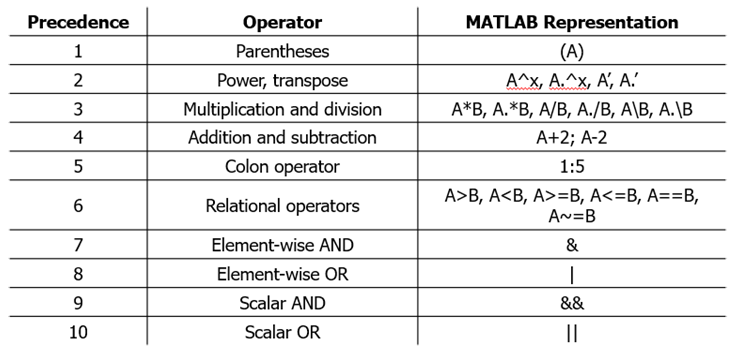 Precedence Operator MATLAB Representation
1 Parentheses (A)
2 Power, transpose A^x, A.^x, A’, A.’
3 Multiplication and division A*B, A.*B, A/B, A./B, A\B, A.\B
4 Addition and subtraction A+2; A-2
5 Colon operator 1:5
6 Relational operators A>B, A<B, A>=B, A<=B, A==B,
A~=B
7 Element-wise AND &
8 Element-wise OR |
9 Scalar AND &&
10 Scalar OR ||